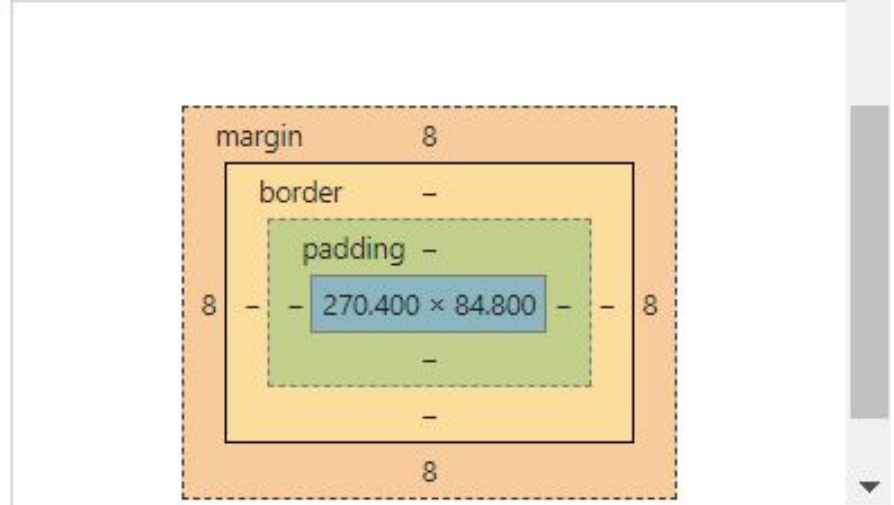 margin 8
border –
padding –
8 – – 270.400 × 84.800 – – 8
–
–
8